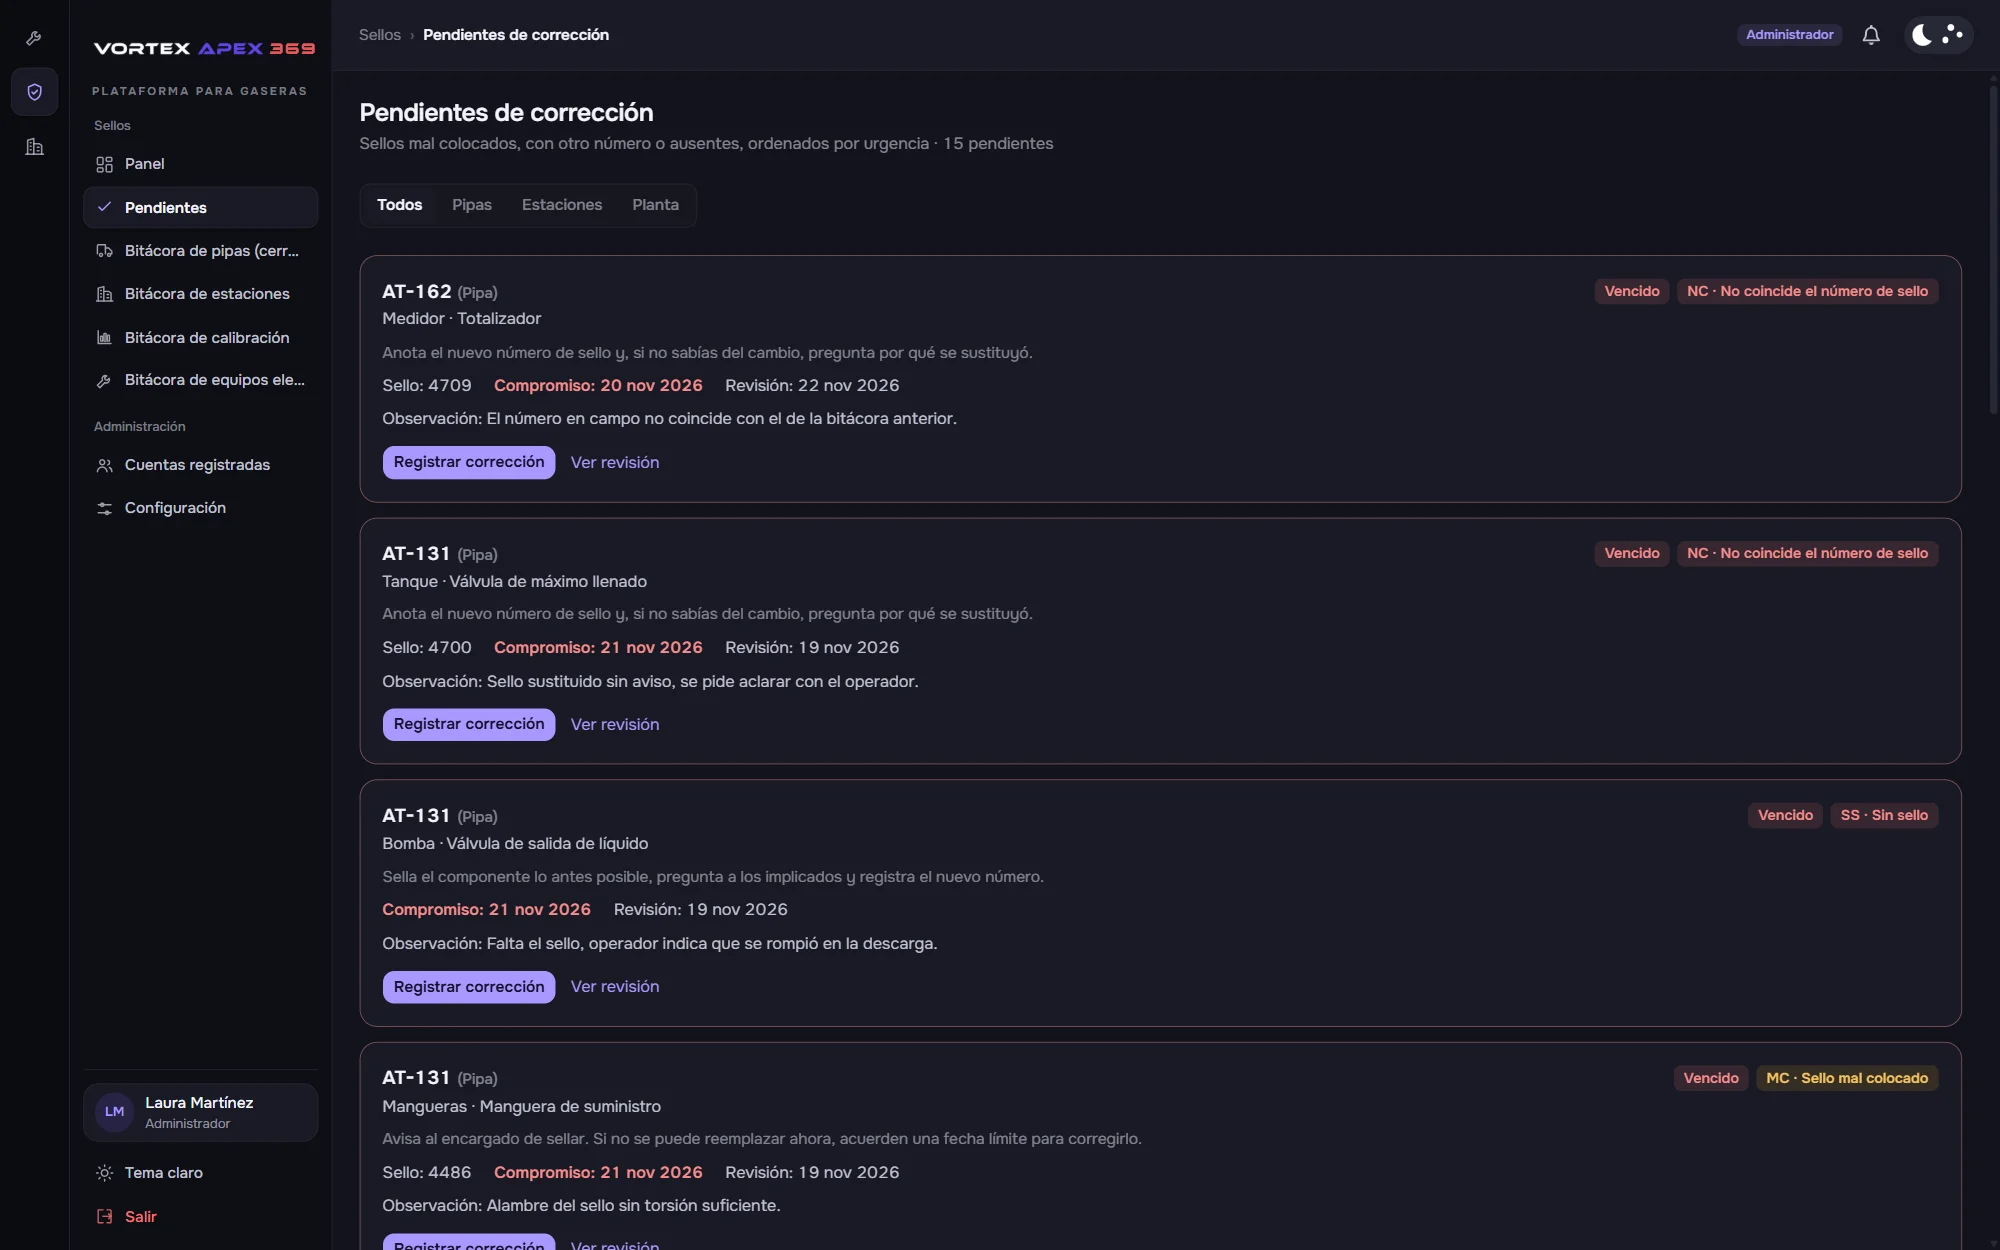 VORTEX APEX 369
PLATAFORMA PARA GASERAS
Sellos
Panel
Pendientes
Bitácora de pipas (cerr...
Bitácora de estaciones
Bitácora de calibración
Bitácora de equipos ele...
Administración
Cuentas registradas
Configuración
LM
Laura Martínez
Administrador
Tema claro
Salir
Sellos › Pendientes de corrección
Administrador
Pendientes de corrección
Sellos mal colocados, con otro número o ausentes, ordenados por urgencia · 15 pendientes
Todos Pipas Estaciones Planta
AT-162 (Pipa) Vencido NC · No coincide el número de sello
Medidor · Totalizador
Anota el nuevo número de sello y, si no sabías del cambio, pregunta por qué se sustituyó.
Sello: 4709 Compromiso: 20 nov 2026 Revisión: 22 nov 2026
Observación: El número en campo no coincide con el de la bitácora anterior.
Registrar corrección Ver revisión
AT-131 (Pipa) Vencido NC · No coincide el número de sello
Tanque · Válvula de máximo llenado
Anota el nuevo número de sello y, si no sabías del cambio, pregunta por qué se sustituyó.
Sello: 4700 Compromiso: 21 nov 2026 Revisión: 19 nov 2026
Observación: Sello sustituido sin aviso, se pide aclarar con el operador.
Registrar corrección Ver revisión
AT-131 (Pipa) Vencido SS · Sin sello
Bomba · Válvula de salida de líquido
Sella el componente lo antes posible, pregunta a los implicados y registra el nuevo número.
Compromiso: 21 nov 2026 Revisión: 19 nov 2026
Observación: Falta el sello, operador indica que se rompió en la descarga.
Registrar corrección Ver revisión
AT-131 (Pipa) Vencido MC · Sello mal colocado
Mangueras · Manguera de suministro
Avisa al encargado de sellar. Si no se puede reemplazar ahora, acuerden una fecha límite para corregirlo.
Sello: 4486 Compromiso: 21 nov 2026 Revisión: 19 nov 2026
Observación: Alambre del sello sin torsión suficiente.
Registrar corrección Ver revisión